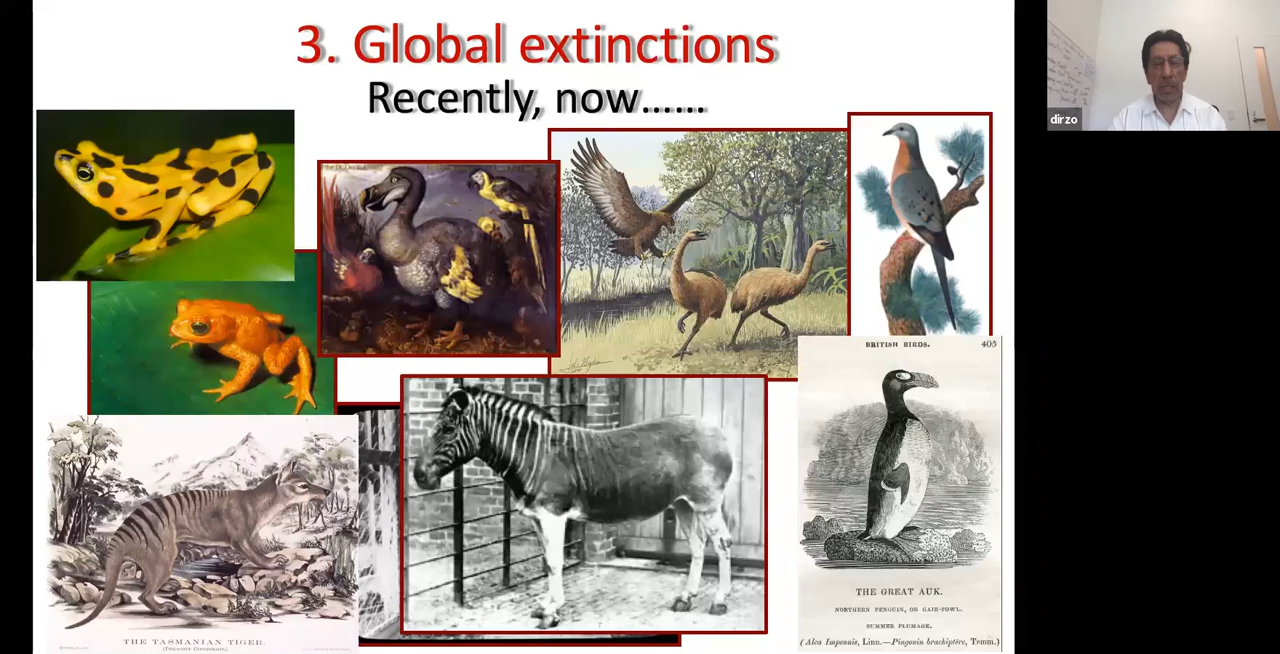 3. Global extinctions
Recently, now......
dirzo
BRITISH BIRDS. 405
THE GREAT AUK.
NORTHERN PENGUIN, OR GAIR-FOWL.
SUMMER PLUMAGE.
(Alca Impennis, Linn.—Pingouin brachiptère, Temm.)
THE TASMANIAN TIGER.